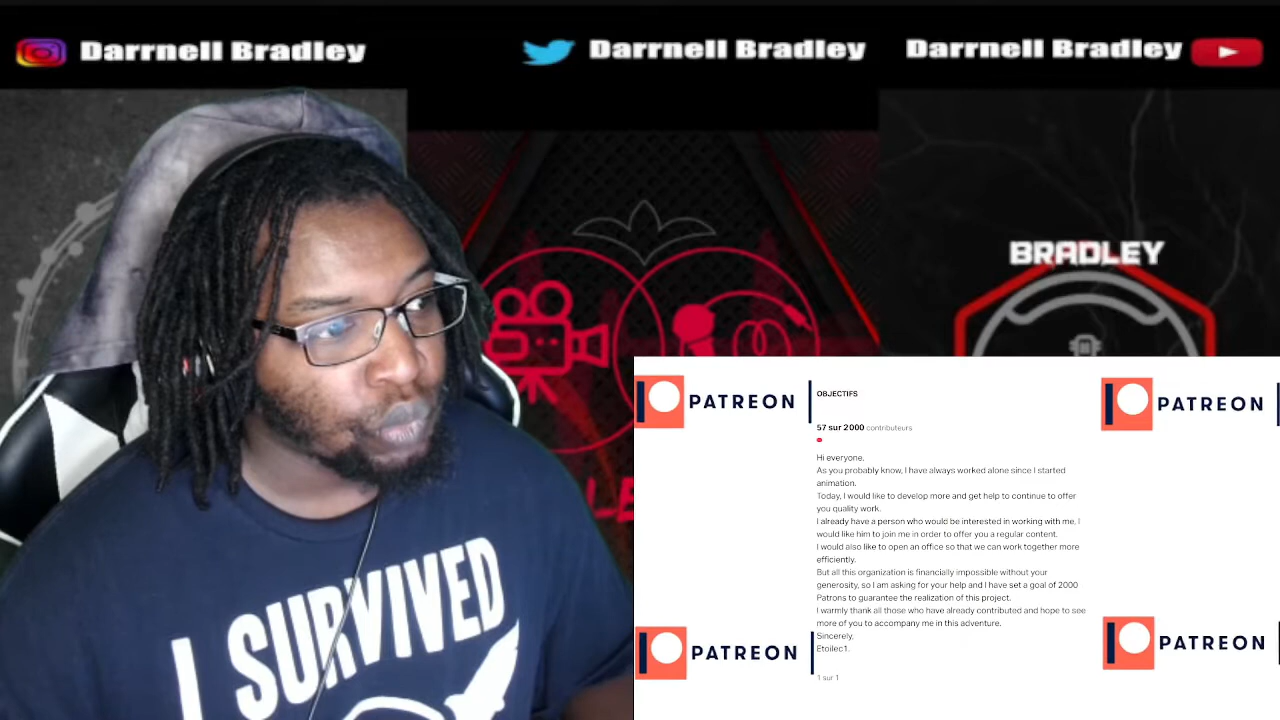 Darrnell Bradley
Darrnell Bradley
Darrnell Bradley
BRADLEY
I SURVIVED
PATREON
PATREON
OBJECTIFS
57 sur 2000 contributeurs
Hi everyone,
As you probably know, I have always worked alone since I started
animation.
Today, I would like to develop more and get help to continue to offer
you quality work.
I already have a person who would be interested in working with me, I
would like him to join me in order to offer you a regular content.
I would also like to open an office so that we can work together more
efficiently.
But all this organization is financially impossible without your
generosity, so I am asking for your help and I have set a goal of 2000
Patrons to guarantee the realization of this project.
I warmly thank all those who have already contributed and hope to see
more of you to accompany me in this adventure.
Sincerely,
Etoilec1.
1 sur 1
PATREON
PATREON